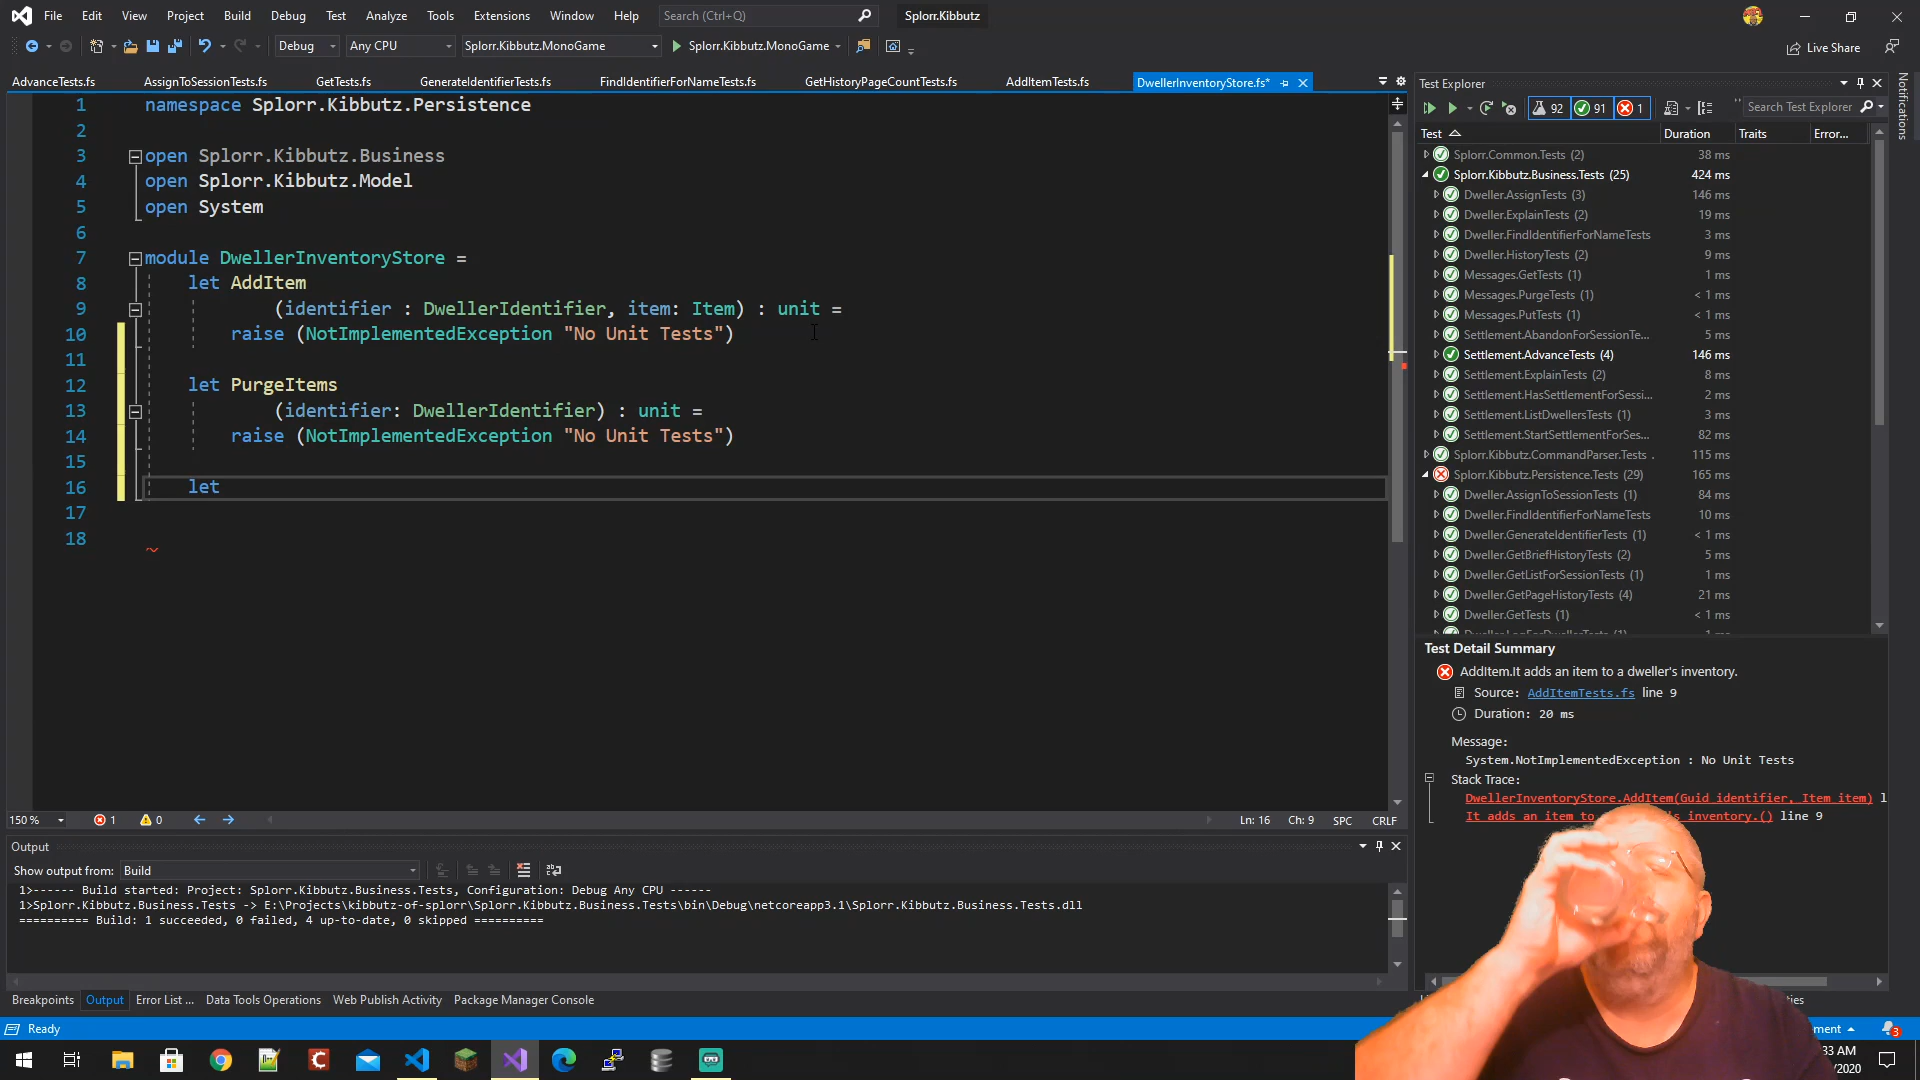 File Edit View Project Build Debug Test Analyze Tools Extensions Window Help Search (Ctrl+Q) Splorr.Kibbutz
Debug Any CPU Splorr.Kibbutz.MonoGame Splorr.Kibbutz.MonoGame Live Share
AdvanceTests.fs AssignToSessionTests.fs GetTests.fs GenerateIdentifierTests.fs FindIdentifierForNameTests.fs GetHistoryPageCountTests.fs AddItemTests.fs DwellerInventoryStore.fs*
1 namespace Splorr.Kibbutz.Persistence
2
3 open Splorr.Kibbutz.Business
4 open Splorr.Kibbutz.Model
5 open System
6
7 module DwellerInventoryStore =
8 let AddItem
9 (identifier : DwellerIdentifier, item: Item) : unit =
10 raise (NotImplementedException "No Unit Tests")
11
12 let PurgeItems
13 (identifier: DwellerIdentifier) : unit =
14 raise (NotImplementedException "No Unit Tests")
15
16 let
17
18
150 % 1 0 Ln: 16 Ch: 9 SPC CRLF
Output
Show output from: Build
1>------ Build started: Project: Splorr.Kibbutz.Business.Tests, Configuration: Debug Any CPU ------
1>Splorr.Kibbutz.Business.Tests -> E:\Projects\kibbutz-of-splorr\Splorr.Kibbutz.Business.Tests\bin\Debug\netcoreapp3.1\Splorr.Kibbutz.Business.Tests.dll
========== Build: 1 succeeded, 0 failed, 4 up-to-date, 0 skipped ==========
Breakpoints Output Error List ... Data Tools Operations Web Publish Activity Package Manager Console
Ready
Test Explorer
92 91 1 Search Test Explorer
Test Duration Traits Error...
Splorr.Common.Tests (2) 38 ms
Splorr.Kibbutz.Business.Tests (25) 424 ms
Dweller.AssignTests (3) 146 ms
Dweller.ExplainTests (2) 19 ms
Dweller.FindIdentifierForNameTests 3 ms
Dweller.HistoryTests (2) 9 ms
Messages.GetTests (1) 1 ms
Messages.PurgeTests (1) < 1 ms
Messages.PutTests (1) < 1 ms
Settlement.AbandonForSessionTe... 2 ms
Settlement.AdvanceTests (4) 146 ms
Settlement.ExplainTests (2) 8 ms
Settlement.HasSettlementForSessi... 2 ms
Settlement.ListDwellersTests (1) 3 ms
Settlement.StartSettlementForSes... 82 ms
Splorr.Kibbutz.CommandParser.Tests . 115 ms
Splorr.Kibbutz.Persistence.Tests (29) 165 ms
Dweller.AssignToSessionTests (1) 84 ms
Dweller.FindIdentifierForNameTests 10 ms
Dweller.GenerateIdentifierTests (1) < 1 ms
Dweller.GetBriefHistoryTests (2) 5 ms
Dweller.GetListForSessionTests (1) 1 ms
Dweller.GetPageHistoryTests (4) 21 ms
Dweller.GetTests (1) < 1 ms
Dweller.LogForDwellerTests (1) 1 ms
Test Detail Summary
AddItem.It adds an item to a dweller's inventory.
Source: AddItemTests.fs line 9
Duration: 20 ms
Message:
System.NotImplementedException : No Unit Tests
Stack Trace:
DwellerInventoryStore.AddItem(Guid identifier, Item item) l
It adds an item to s inventory.() line 9
ties
ment 3
33 AM
/2020
Notifications